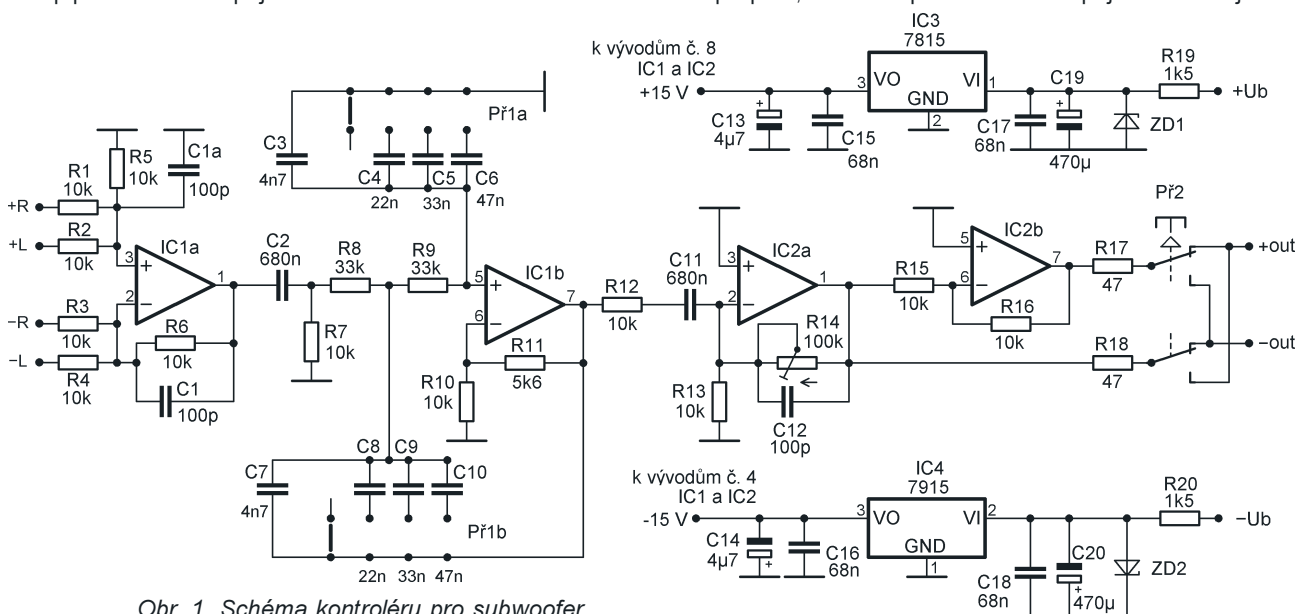 IC3
7815
k vývodům č. 8
IC1 a IC2
+15 V
3
VO
VI
1
GND
2
C13
4µ7
+
C15
68n
C17
68n
C19
+
470µ
ZD1
R19
1k5
+Ub
Př1a
C3
4n7
C4
22n
C5
33n
C6
47n
R5
10k
C1a
100p
R1
10k
+R
+L
R2
10k
−R
R3
10k
−L
R4
10k
IC1a
3
+
2
−
1
R6
10k
C1
100p
C2
680n
R7
10k
R8
33k
R9
33k
IC1b
5
+
6
−
7
R10
10k
R11
5k6
R12
10k
C11
680n
IC2a
3
+
2
−
1
R13
10k
R14
100k
C12
100p
R15
10k
IC2b
5
+
6
−
7
R16
10k
R17
47
R18
47
Př2
+out
−out
C7
4n7
C8
C9
C10
Př1b
22n
33n
47n
k vývodům č. 4
IC1 a IC2
-15 V
IC4
7915
3
VO
VI
2
GND
1
C14
4µ7
+
C16
68n
C18
68n
C20
+
470µ
ZD2
R20
1k5
−Ub
Obr. 1. Schéma kontroléru pro subwoofer